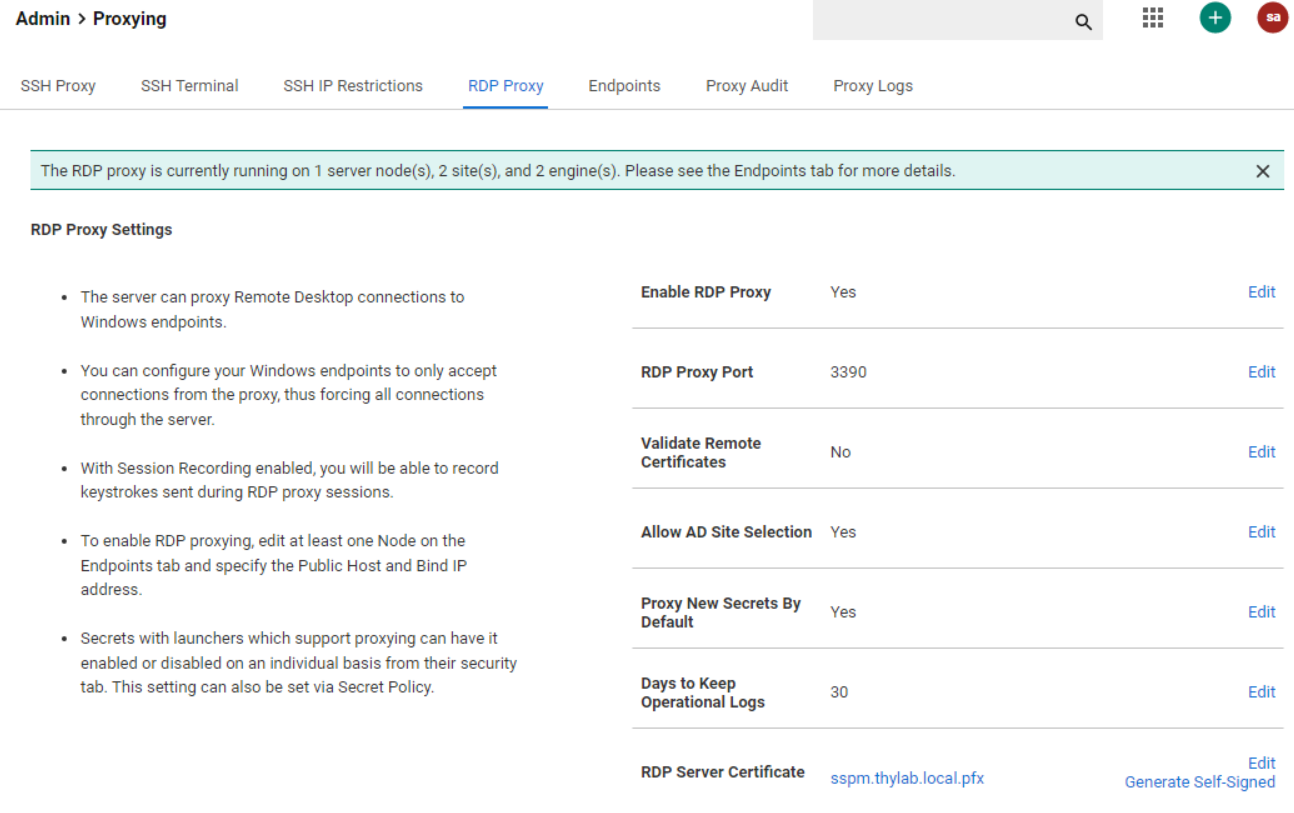 Admin > Proxying
sa
SSH Proxy SSH Terminal SSH IP Restrictions RDP Proxy Endpoints Proxy Audit Proxy Logs
The RDP proxy is currently running on 1 server node(s), 2 site(s), and 2 engine(s). Please see the Endpoints tab for more details.
RDP Proxy Settings
• The server can proxy Remote Desktop connections to
Windows endpoints.
• You can configure your Windows endpoints to only accept
connections from the proxy, thus forcing all connections
through the server.
• With Session Recording enabled, you will be able to record
keystrokes sent during RDP proxy sessions.
• To enable RDP proxying, edit at least one Node on the
Endpoints tab and specify the Public Host and Bind IP
address.
• Secrets with launchers which support proxying can have it
enabled or disabled on an individual basis from their security
tab. This setting can also be set via Secret Policy.
Enable RDP Proxy Yes Edit
RDP Proxy Port 3390 Edit
Validate Remote
Certificates No Edit
Allow AD Site Selection Yes Edit
Proxy New Secrets By
Default Yes Edit
Days to Keep
Operational Logs 30 Edit
RDP Server Certificate sspm.thylab.local.pfx Edit
Generate Self-Signed